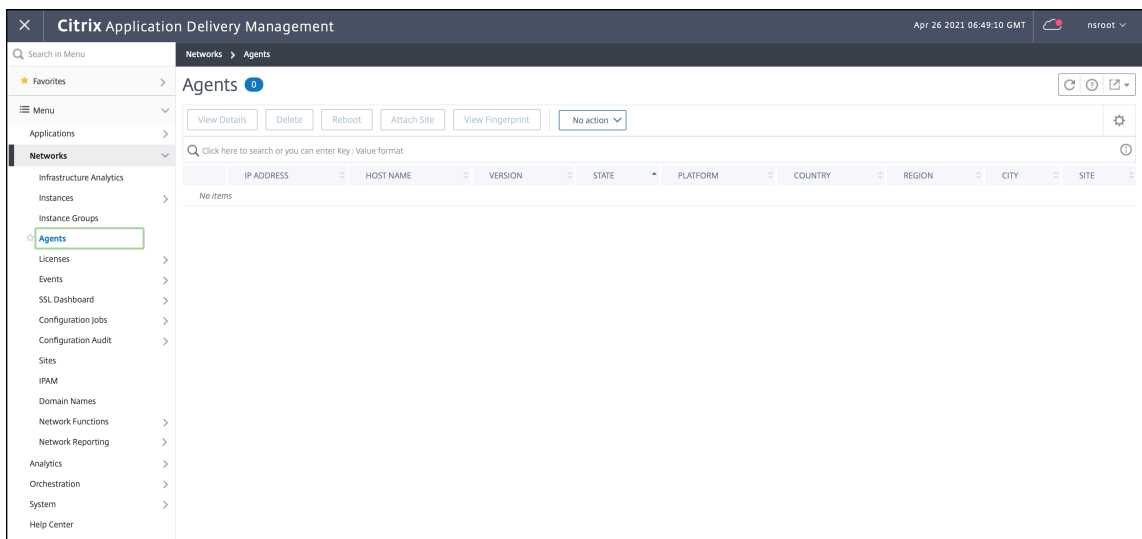 Citrix Application Delivery Management
Apr 26 2021 06:49:10 GMT
nsroot
Search in Menu
Networks > Agents
Favorites
Agents 0
Menu
View Details Delete Reboot Attach Site View Fingerprint No action
Applications
Click here to search or you can enter Key : Value format
Networks
IP ADDRESS HOST NAME VERSION STATE PLATFORM COUNTRY REGION CITY SITE
Infrastructure Analytics
No items
Instances
Instance Groups
Agents
Licenses
Events
SSL Dashboard
Configuration Jobs
Configuration Audit
Sites
IPAM
Domain Names
Network Functions
Network Reporting
Analytics
Orchestration
System
Help Center